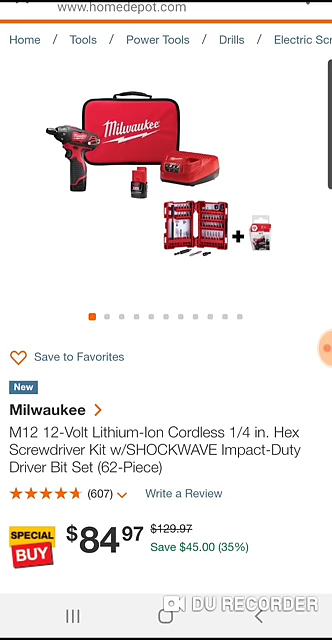 www.homedepot.com
Home / Tools / Power Tools / Drills / Electric Scr
Milwaukee
Save to Favorites
New
Milwaukee
M12 12-Volt Lithium-Ion Cordless 1/4 in. Hex
Screwdriver Kit w/SHOCKWAVE Impact-Duty
Driver Bit Set (62-Piece)
(607)
Write a Review
SPECIAL
BUY
$84.97
$129.97
Save $45.00 (35%)
DU RECORDER